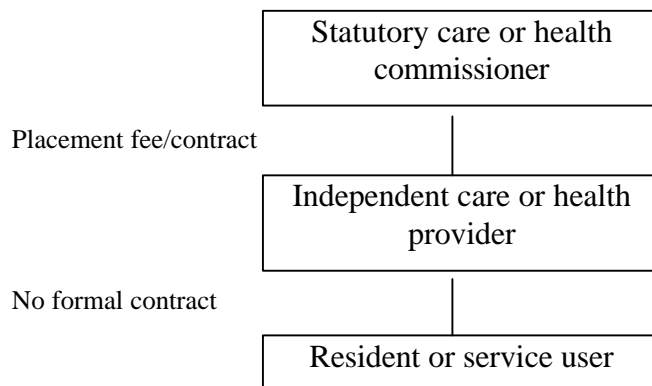 Statutory care or health
commissioner
Placement fee/contract
Independent care or health
provider
No formal contract
Resident or service user